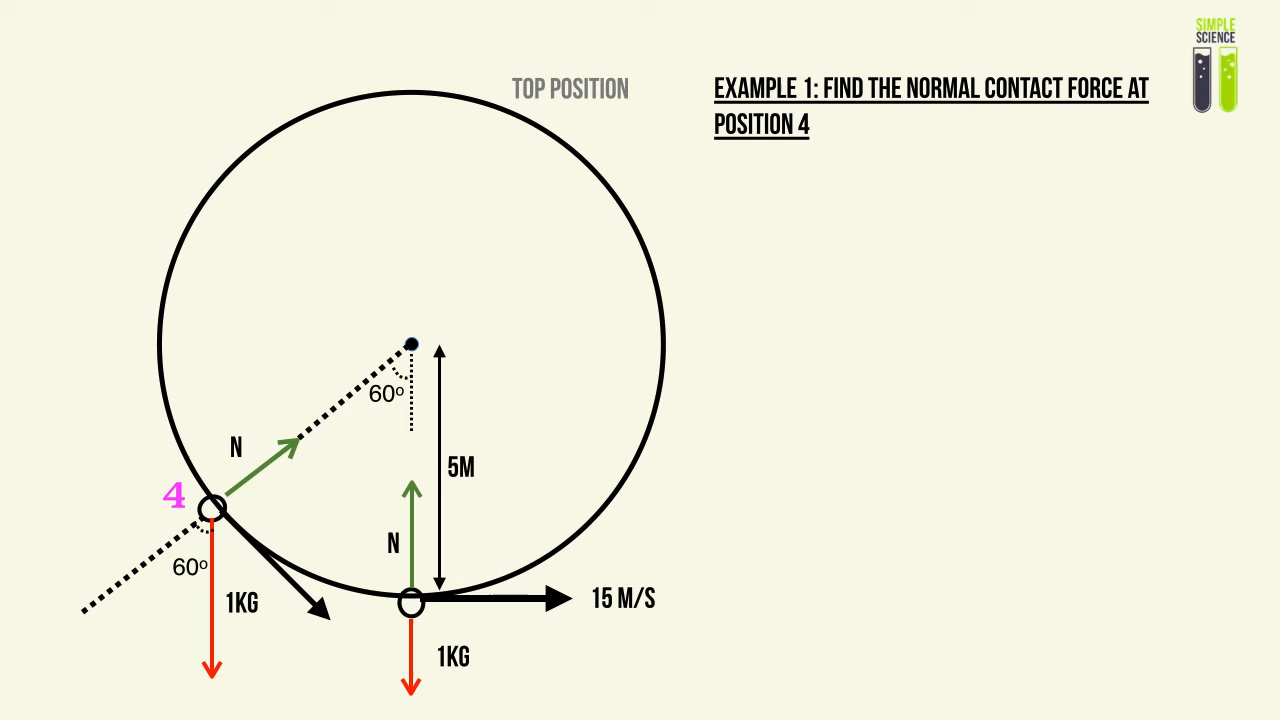 SIMPLE
SCIENCE
TOP POSITION
EXAMPLE 1: FIND THE NORMAL CONTACT FORCE AT
POSITION 4
60º
N
5M
4
N
60º
1KG
15 M/S
1KG